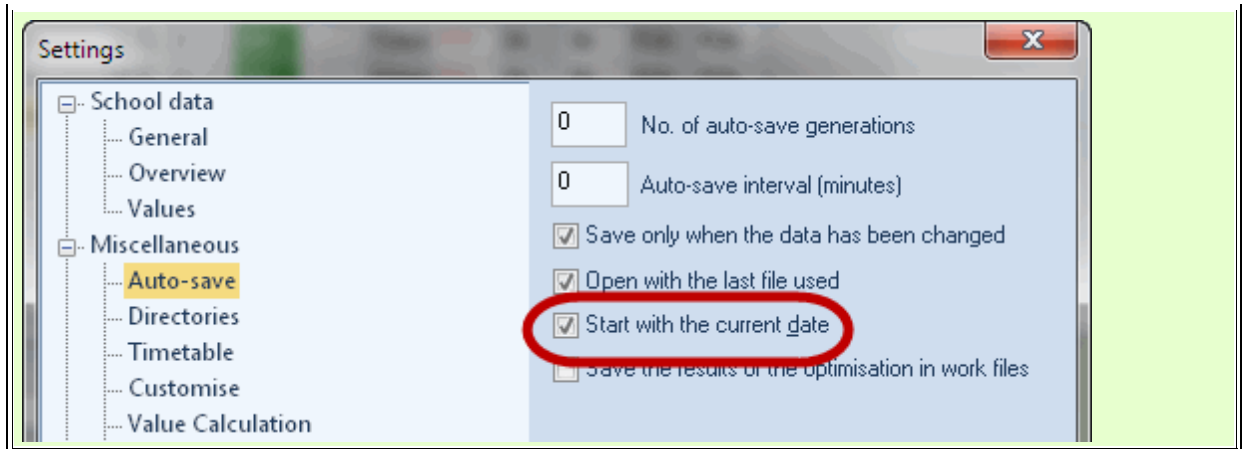 Settings
School data
General
Overview
Values
Miscellaneous
Auto-save
Directories
Timetable
Customise
Value Calculation
0 No. of auto-save generations
0 Auto-save interval (minutes)
Save only when the data has been changed
Open with the last file used
Start with the current date
Save the results of the optimisation in work files